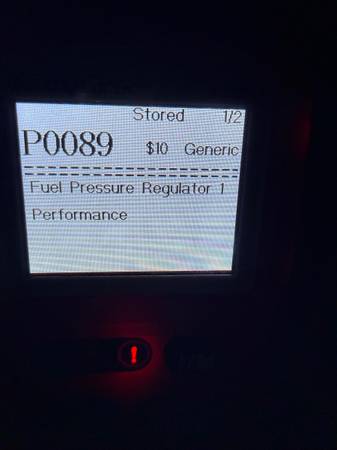 Stored 1/2
P0089 $10 Generic
Fuel Pressure Regulator 1
Performance